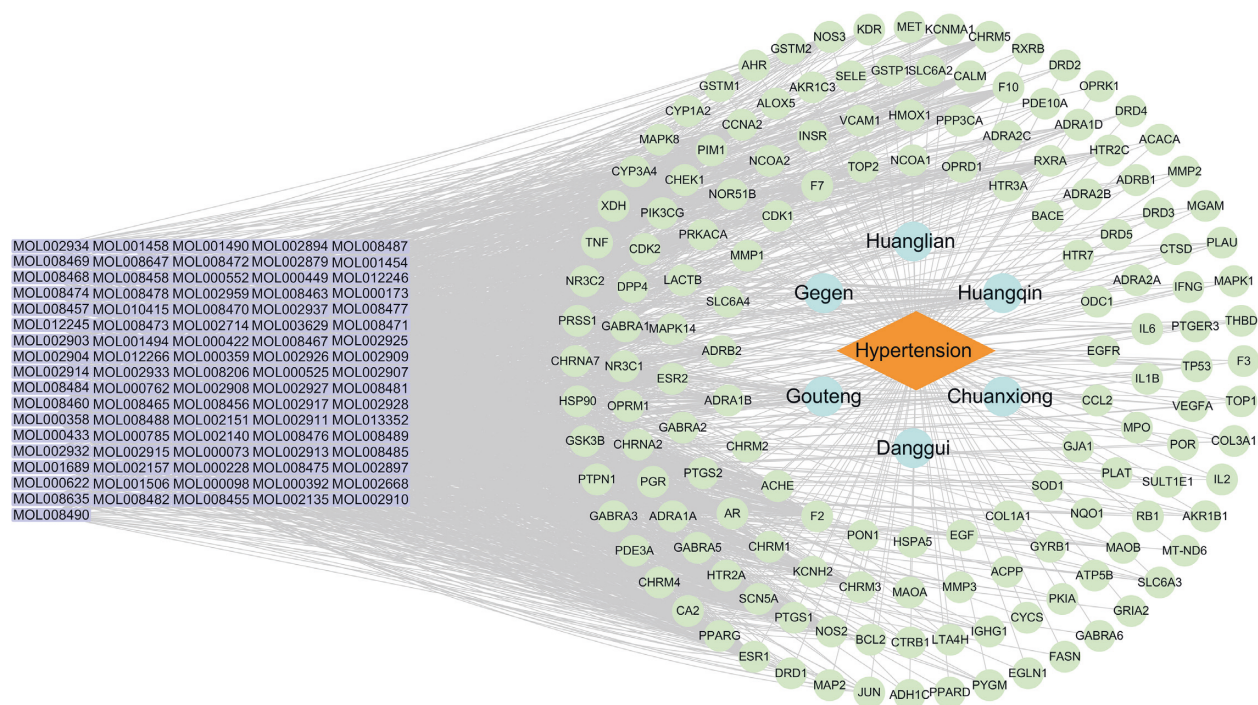 MOL002934 MOL001458 MOL001490 MOL002894 MOL008487
MOL008469 MOL008647 MOL008472 MOL002879 MOL001454
MOL008468 MOL008458 MOL000552 MOL000449 MOL012246
MOL008474 MOL008478 MOL002959 MOL008463 MOL000173
MOL008457 MOL010415 MOL008470 MOL002937 MOL008477
MOL012245 MOL008473 MOL002714 MOL003629 MOL008471
MOL002903 MOL001494 MOL000422 MOL008467 MOL002925
MOL002904 MOL012266 MOL000359 MOL002926 MOL002909
MOL002914 MOL002933 MOL008206 MOL000525 MOL002907
MOL008484 MOL000762 MOL002908 MOL002927 MOL008481
MOL008460 MOL008465 MOL008456 MOL002917 MOL002928
MOL000358 MOL008488 MOL002151 MOL002911 MOL013352
MOL000433 MOL000785 MOL002140 MOL008476 MOL008489
MOL002932 MOL002915 MOL000073 MOL002913 MOL008485
MOL001689 MOL002157 MOL000228 MOL008475 MOL002897
MOL000622 MOL001506 MOL000098 MOL000392 MOL002668
MOL008635 MOL008482 MOL008455 MOL002135 MOL002910
MOL008490
MET
KDR
KCNMA1
NOS3
CHRM5
GSTM2
RXRB
AHR
DRD2
GSTM1
OPRK1
CYP1A2
DRD4
MAPK8
ACACA
CYP3A4
MMP2
XDH
MGAM
TNF
PLAU
NR3C2
MAPK1
PRSS1
THBD
CHRNA7
F3
HSP90
TOP1
GSK3B
COL3A1
PTPN1
IL2
GABRA3
AKR1B1
PDE3A
MT-ND6
CHRM4
SLC6A3
CA2
GRIA2
PPARG
GABRA6
ESR1
FASN
DRD1
EGLN1
MAP2
PYGM
JUN
ADH1C
PPARD
SELE
GSTP1
SLC6A2
CALM
AKR1C3
F10
ALOX5
PDE10A
CCNA2
ADRA1D
PIM1
HTR2C
CHEK1
ADRB1
PIK3CG
DRD3
CDK2
CTSD
DPP4
IFNG
GABRA1
PTGER3
NR3C1
TP53
OPRM1
VEGFA
CHRNA2
POR
PGR
SULT1E1
ADRA1A
RB1
GABRA5
MAOB
HTR2A
ATP5B
SCN5A
PKIA
PTGS1
CYCS
NOS2
IGHG1
BCL2
CTRB1
LTA4H
VCAM1
HMOX1
PPP3CA
INSR
ADRA2C
NCOA2
RXRA
NOR51B
ADRA2B
PRKACA
DRD5
LACTB
ADRA2A
MAPK14
IL6
ESR2
IL1B
GABRA2
MPO
PTGS2
PLAT
AR
NQO1
CHRM1
GYRB1
KCNH2
ACPP
CHRM3
MAOA
MMP3
TOP2
NCOA1
OPRD1
F7
HTR3A
CDK1
BACE
MMP1
HTR7
SLC6A4
ODC1
ADRB2
EGFR
ADRA1B
CCL2
CHRM2
GJA1
ACHE
SOD1
F2
COL1A1
PON1
HSPA5
EGF
Huanglian
Gegen
Huangqin
Hypertension
Gouteng
Chuanxiong
Danggui